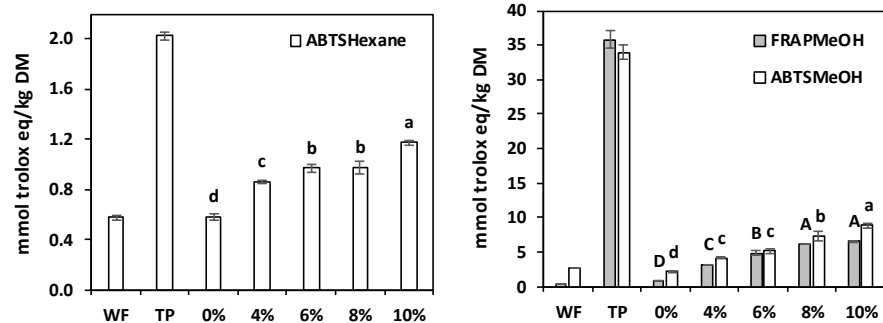 mmol trolox eq/kg DM
2.0
1.6
1.2
0.8
0.4
0.0
ABTSHexane
d
c
b
b
a
WF TP 0% 4% 6% 8% 10%
mmol trolox eq/kg DM
40
35
30
25
20
15
10
5
0
FRAPMeOH
ABTSMeOH
D d
C c
B c
A b
A a
WF TP 0% 4% 6% 8% 10%